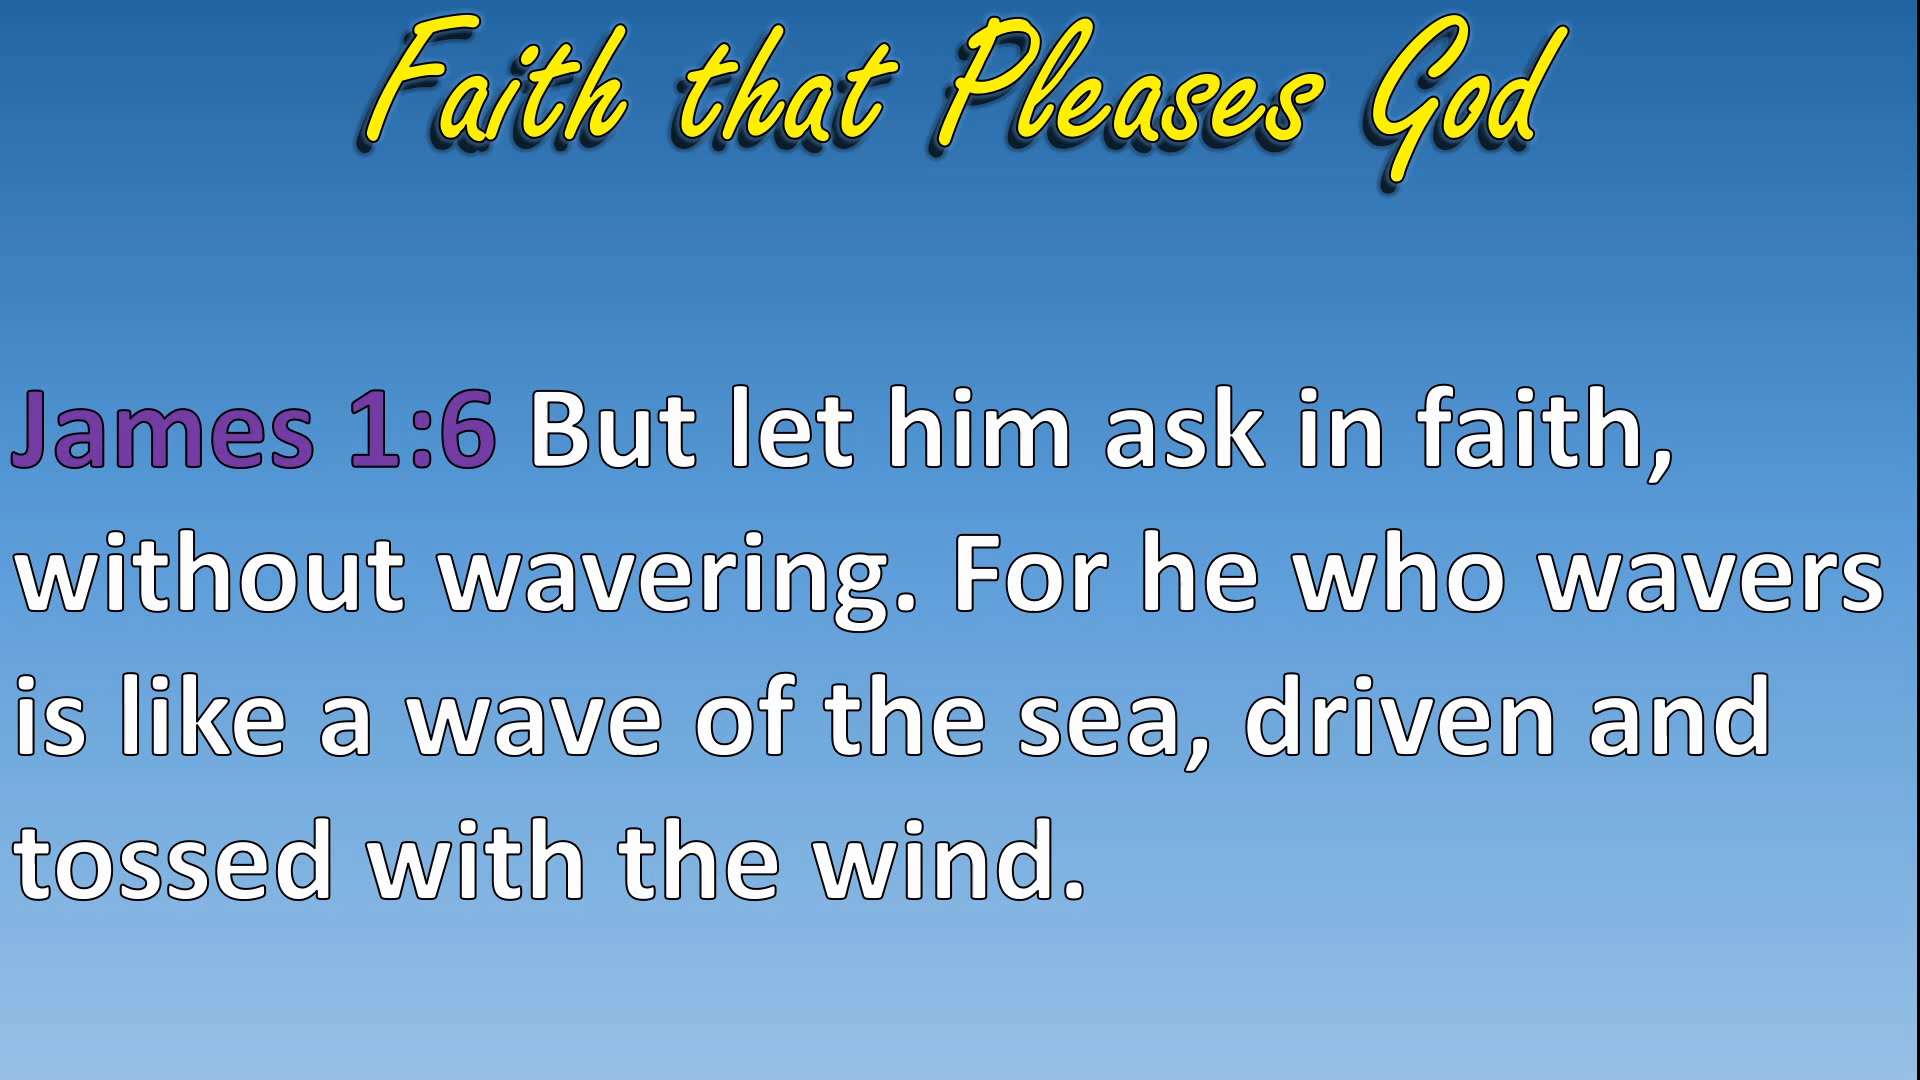 Faith that Pleases God
James 1:6 But let him ask in faith,
without wavering. For he who wavers
is like a wave of the sea, driven and
tossed with the wind.